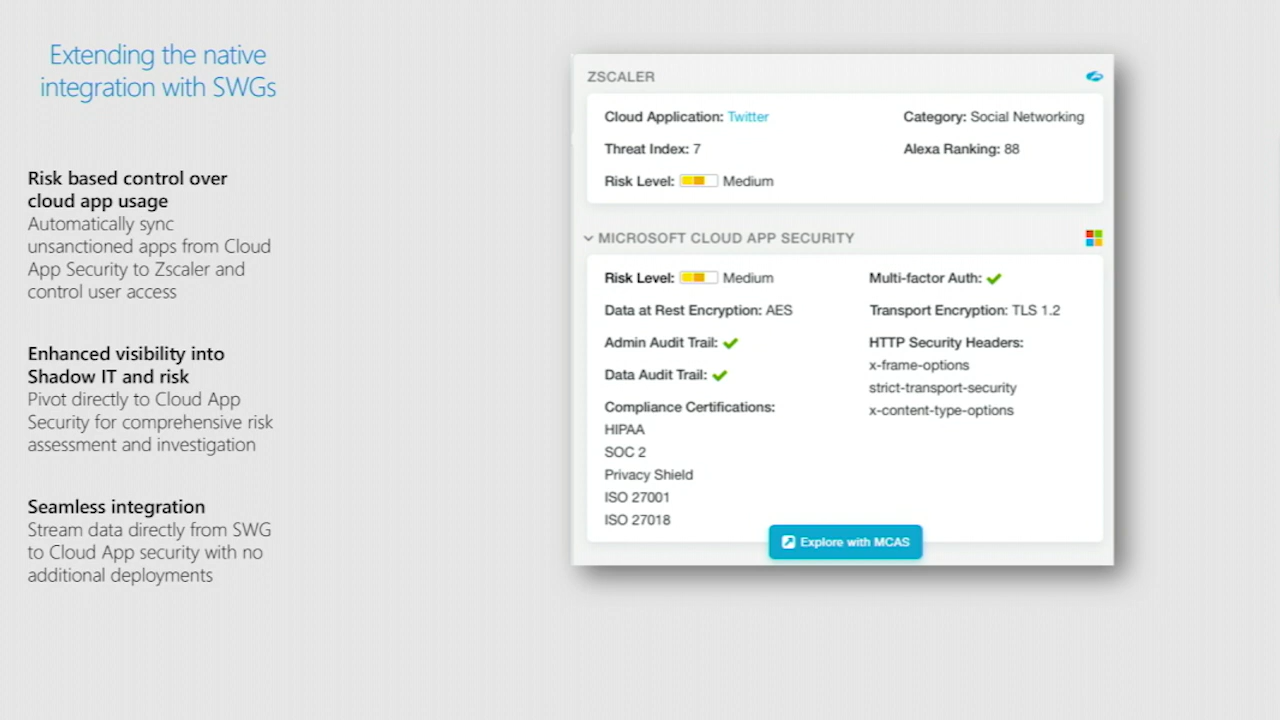 Extending the native
integration with SWGs
Risk based control over
cloud app usage
Automatically sync
unsanctioned apps from Cloud
App Security to Zscaler and
control user access
Enhanced visibility into
Shadow IT and risk
Pivot directly to Cloud App
Security for comprehensive risk
assessment and investigation
Seamless integration
Stream data directly from SWG
to Cloud App security with no
additional deployments
ZSCALER
Cloud Application: Twitter
Category: Social Networking
Threat Index: 7
Alexa Ranking: 88
Risk Level: Medium
MICROSOFT CLOUD APP SECURITY
Risk Level: Medium
Data at Rest Encryption: AES
Admin Audit Trail:
Data Audit Trail:
Compliance Certifications:
HIPAA
SOC 2
Privacy Shield
ISO 27001
ISO 27018
Multi-factor Auth:
Transport Encryption: TLS 1.2
HTTP Security Headers:
x-frame-options
strict-transport-security
x-content-type-options
Explore with MCAS